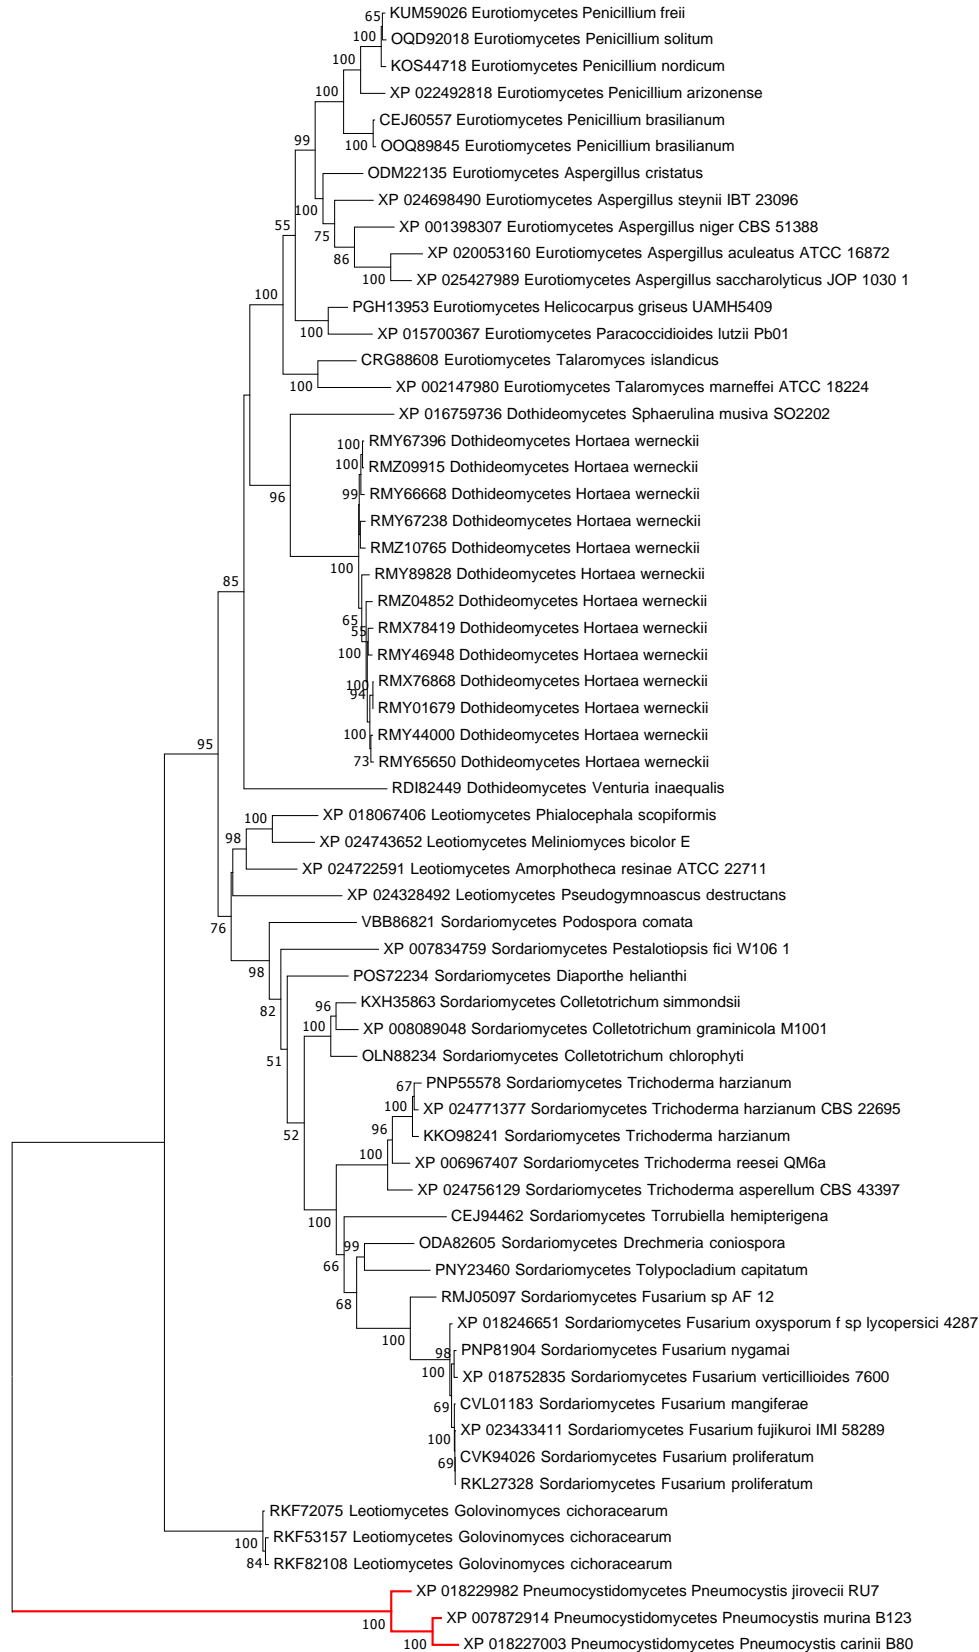 65 KUM59026 Eurotiomycetes Penicillium freii
100 OQD92018 Eurotiomycetes Penicillium solitum
100 KOS44718 Eurotiomycetes Penicillium nordicum
100 XP 022492818 Eurotiomycetes Penicillium arizonense
CEJ60557 Eurotiomycetes Penicillium brasilianum
99 100 OOQ89845 Eurotiomycetes Penicillium brasilianum
ODM22135 Eurotiomycetes Aspergillus cristatus
100 XP 024698490 Eurotiomycetes Aspergillus steynii IBT 23096
55 75 XP 001398307 Eurotiomycetes Aspergillus niger CBS 51388
86 XP 020053160 Eurotiomycetes Aspergillus aculeatus ATCC 16872
100 XP 025427989 Eurotiomycetes Aspergillus saccharolyticus JOP 1030 1
100 PGH13953 Eurotiomycetes Helicocarpus griseus UAMH5409
100 XP 015700367 Eurotiomycetes Paracoccidioides lutzii Pb01
CRG88608 Eurotiomycetes Talaromyces islandicus
100 XP 002147980 Eurotiomycetes Talaromyces marneffei ATCC 18224
XP 016759736 Dothideomycetes Sphaerulina musiva SO2202
100 RMY67396 Dothideomycetes Hortaea werneckii
100 RMZ09915 Dothideomycetes Hortaea werneckii
96 99 RMY66668 Dothideomycetes Hortaea werneckii
RMY67238 Dothideomycetes Hortaea werneckii
RMZ10765 Dothideomycetes Hortaea werneckii
100 RMY89828 Dothideomycetes Hortaea werneckii
85 RMZ04852 Dothideomycetes Hortaea werneckii
65 55 RMX78419 Dothideomycetes Hortaea werneckii
100 RMY46948 Dothideomycetes Hortaea werneckii
100 RMX76868 Dothideomycetes Hortaea werneckii
94 RMY01679 Dothideomycetes Hortaea werneckii
100 RMY44000 Dothideomycetes Hortaea werneckii
95 73 RMY65650 Dothideomycetes Hortaea werneckii
RDI82449 Dothideomycetes Venturia inaequalis
100 XP 018067406 Leotiomycetes Phialocephala scopiformis
98 XP 024743652 Leotiomycetes Meliniomyces bicolor E
XP 024722591 Leotiomycetes Amorphotheca resinae ATCC 22711
XP 024328492 Leotiomycetes Pseudogymnoascus destructans
76 VBB86821 Sordariomycetes Podospora comata
XP 007834759 Sordariomycetes Pestalotiopsis fici W106 1
98 POS72234 Sordariomycetes Diaporthe helianthi
82 96 KXH35863 Sordariomycetes Colletotrichum simmondsii
100 XP 008089048 Sordariomycetes Colletotrichum graminicola M1001
51 OLN88234 Sordariomycetes Colletotrichum chlorophyti
67 PNP55578 Sordariomycetes Trichoderma harzianum
100 XP 024771377 Sordariomycetes Trichoderma harzianum CBS 22695
52 96 KKO98241 Sordariomycetes Trichoderma harzianum
100 XP 006967407 Sordariomycetes Trichoderma reesei QM6a
XP 024756129 Sordariomycetes Trichoderma asperellum CBS 43397
100 CEJ94462 Sordariomycetes Torrubiella hemipterigena
99 ODA82605 Sordariomycetes Drechmeria coniospora
66 PNY23460 Sordariomycetes Tolypocladium capitatum
68 RMJ05097 Sordariomycetes Fusarium sp AF 12
XP 018246651 Sordariomycetes Fusarium oxysporum f sp lycopersici 4287
100 98 PNP81904 Sordariomycetes Fusarium nygamai
100 XP 018752835 Sordariomycetes Fusarium verticillioides 7600
69 CVL01183 Sordariomycetes Fusarium mangiferae
100 XP 023433411 Sordariomycetes Fusarium fujikuroi IMI 58289
69 CVK94026 Sordariomycetes Fusarium proliferatum
RKL27328 Sordariomycetes Fusarium proliferatum
RKF72075 Leotiomycetes Golovinomyces cichoracearum
100 RKF53157 Leotiomycetes Golovinomyces cichoracearum
84 RKF82108 Leotiomycetes Golovinomyces cichoracearum
XP 018229982 Pneumocystidomycetes Pneumocystis jirovecii RU7
100 XP 007872914 Pneumocystidomycetes Pneumocystis murina B123
100 XP 018227003 Pneumocystidomycetes Pneumocystis carinii B80